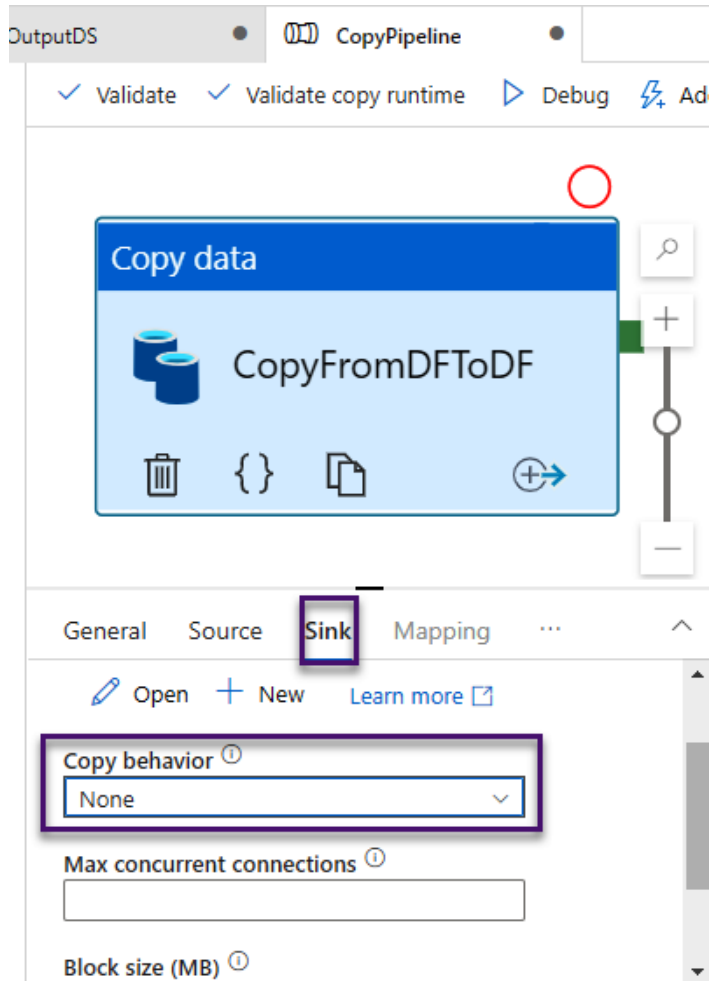 OutputDS
CopyPipeline
Validate Validate copy runtime Debug
Copy data
CopyFromDFToDF
{}
General Source Sink Mapping ...
Open New Learn more
Copy behavior
None
Max concurrent connections
Block size (MB)